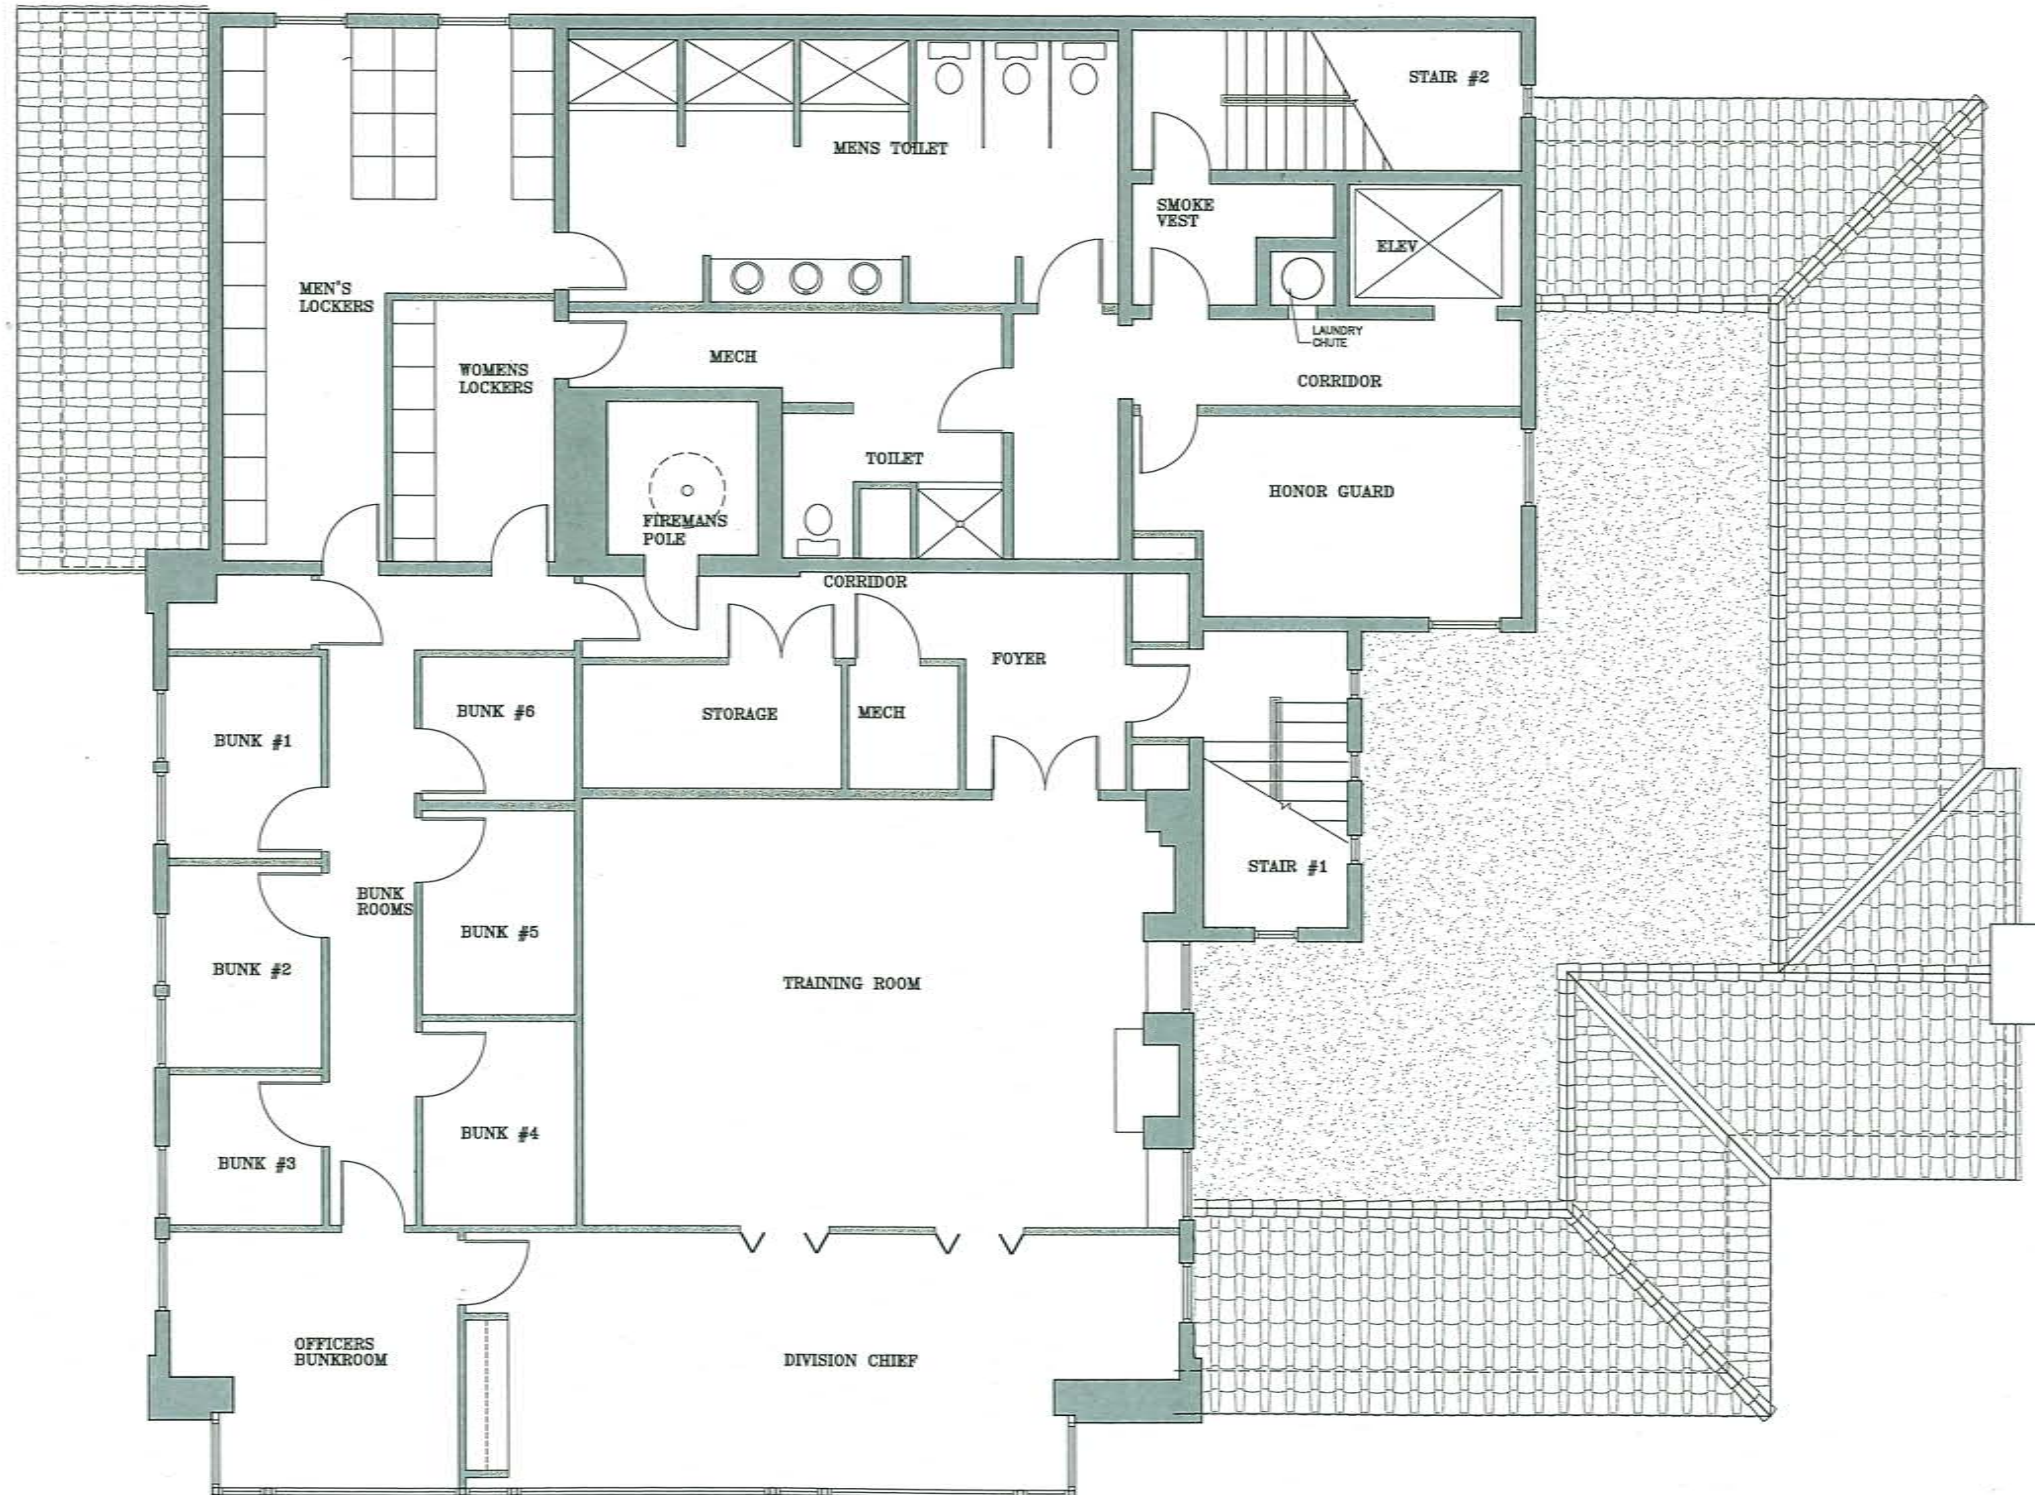 STAIR #2
MENS TOILET
SMOKE
VEST
ELEV
MEN'S
LOCKERS
LAUNDRY
CHUTE
MECH
WOMENS
LOCKERS
CORRIDOR
TOILET
HONOR GUARD
FIREMANS
POLE
CORRIDOR
FOYER
BUNK #6
STORAGE
MECH
BUNK #1
STAIR #1
BUNK
ROOMS
BUNK #5
BUNK #2
TRAINING ROOM
BUNK #4
BUNK #3
OFFICERS
BUNKROOM
DIVISION CHIEF